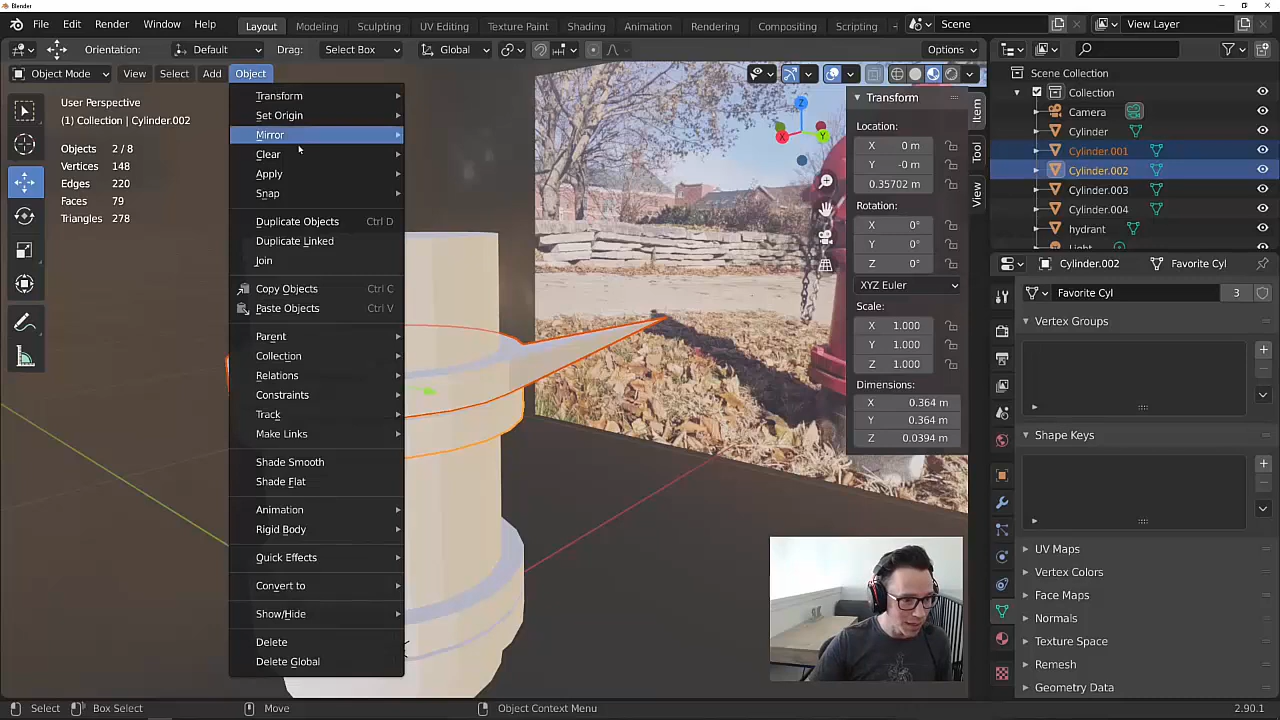 Blender
File Edit Render Window Help
Layout Modeling Sculpting UV Editing Texture Paint Shading Animation Rendering Compositing Scripting
Scene
View Layer
Orientation: Default Drag: Select Box Global Options
Object Mode View Select Add Object
User Perspective
(1) Collection | Cylinder.002
Objects 2 / 8
Vertices 148
Edges 220
Faces 79
Triangles 278
Transform
Set Origin
Mirror
Clear
Apply
Snap
Duplicate Objects Ctrl D
Duplicate Linked
Join
Copy Objects Ctrl C
Paste Objects Ctrl V
Parent
Collection
Relations
Constraints
Track
Make Links
Shade Smooth
Shade Flat
Animation
Rigid Body
Quick Effects
Convert to
Show/Hide
Delete
Delete Global
Z
X
Y
Transform
Location:
X 0 m
Y -0 m
0.35702 m
Rotation:
X 0°
Y 0°
Z 0°
XYZ Euler
Scale:
X 1.000
Y 1.000
Z 1.000
Dimensions:
X 0.364 m
Y 0.364 m
Z 0.0394 m
Item
Tool
View
Scene Collection
Collection
Camera
Cylinder
Cylinder.001
Cylinder.002
Cylinder.003
Cylinder.004
hydrant
Light
Cylinder.002 Favorite Cyl
Favorite Cyl 3
Vertex Groups
Shape Keys
UV Maps
Vertex Colors
Face Maps
Normals
Texture Space
Remesh
Geometry Data
Select Box Select Move Object Context Menu 2.90.1